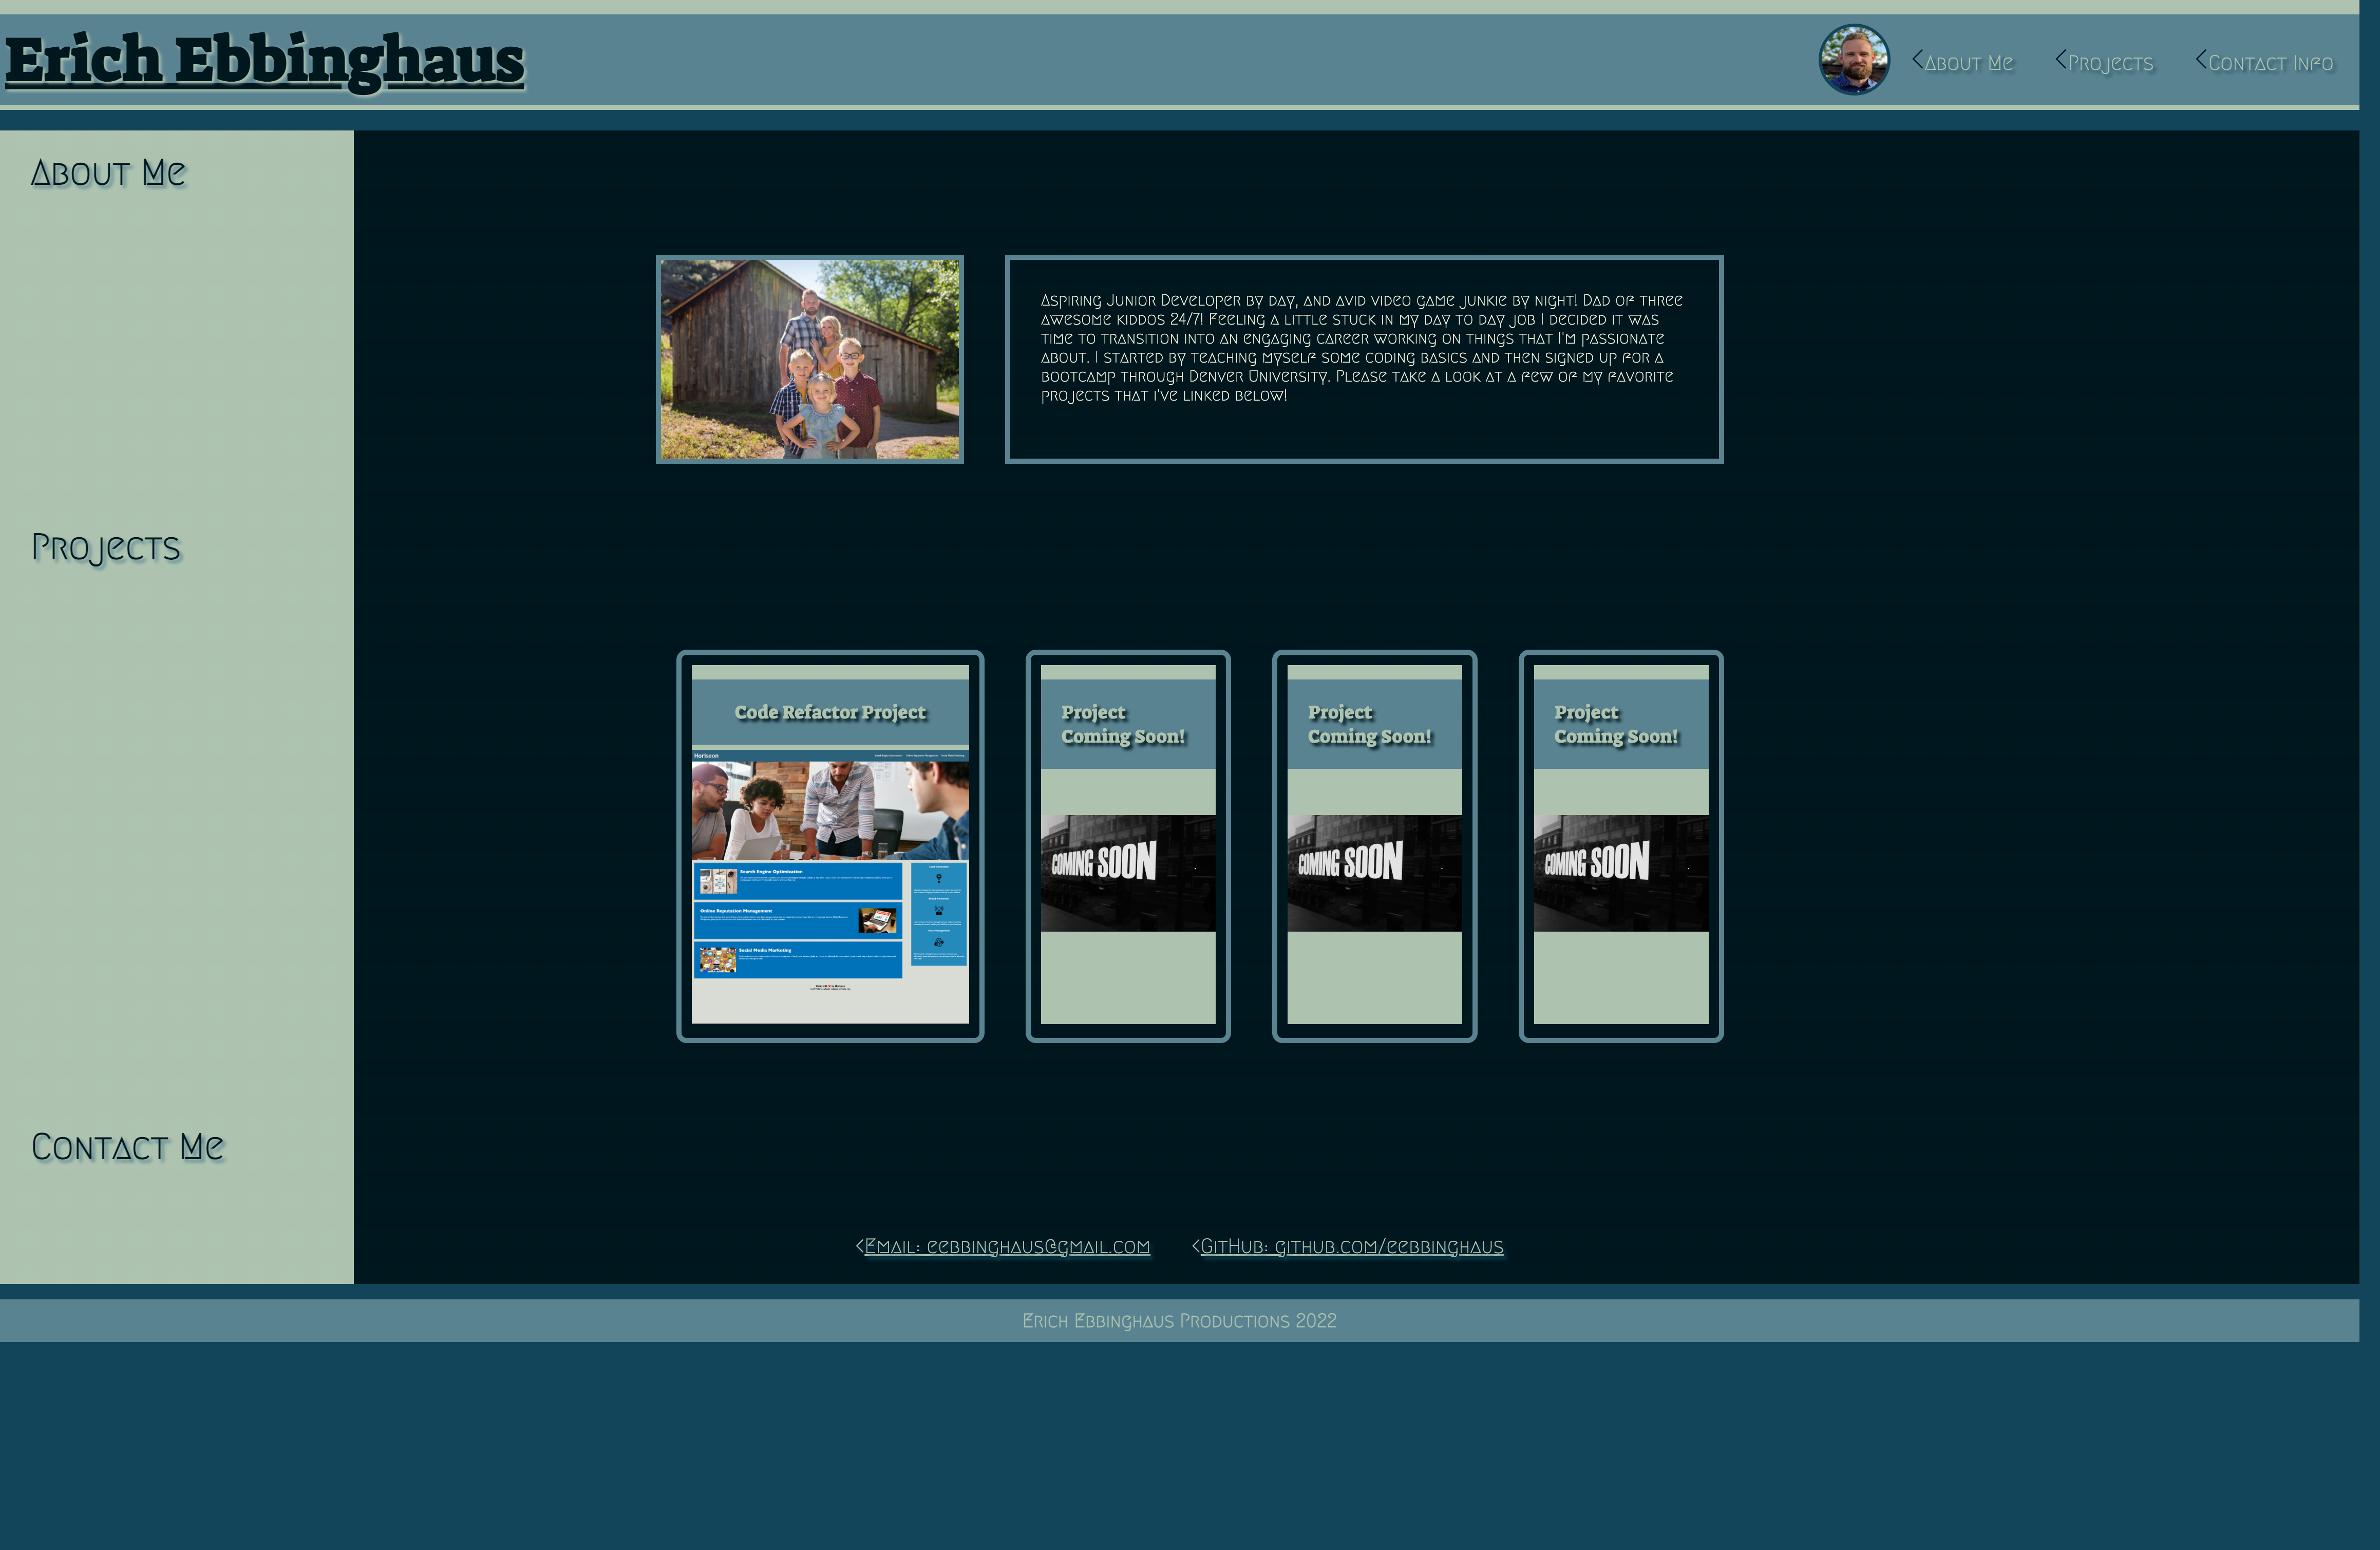 Erich Ebbinghaus
<About Me
<Projects
<Contact Info
About Me
Aspiring Junior Developer by day, and avid video game junkie by night! Dad of three
awesome kiddos 24/7! Feeling a little stuck in my day to day job I decided it was
time to transition into an engaging career working on things that I'm passionate
about. I started by teaching myself some coding basics and then signed up for a
bootcamp through Denver University. Please take a look at a few of my favorite
projects that i've linked below!
Projects
Code Refactor Project
Horiseon
Search Engine Optimization
Online Reputation Management
Social Media Marketing
Project
Coming Soon!
COMING SOON
Project
Coming Soon!
COMING SOON
Project
Coming Soon!
COMING SOON
Contact Me
<Email: eebbinghaus@gmail.com
<GitHub: github.com/eebbinghaus
Erich Ebbinghaus Productions 2022